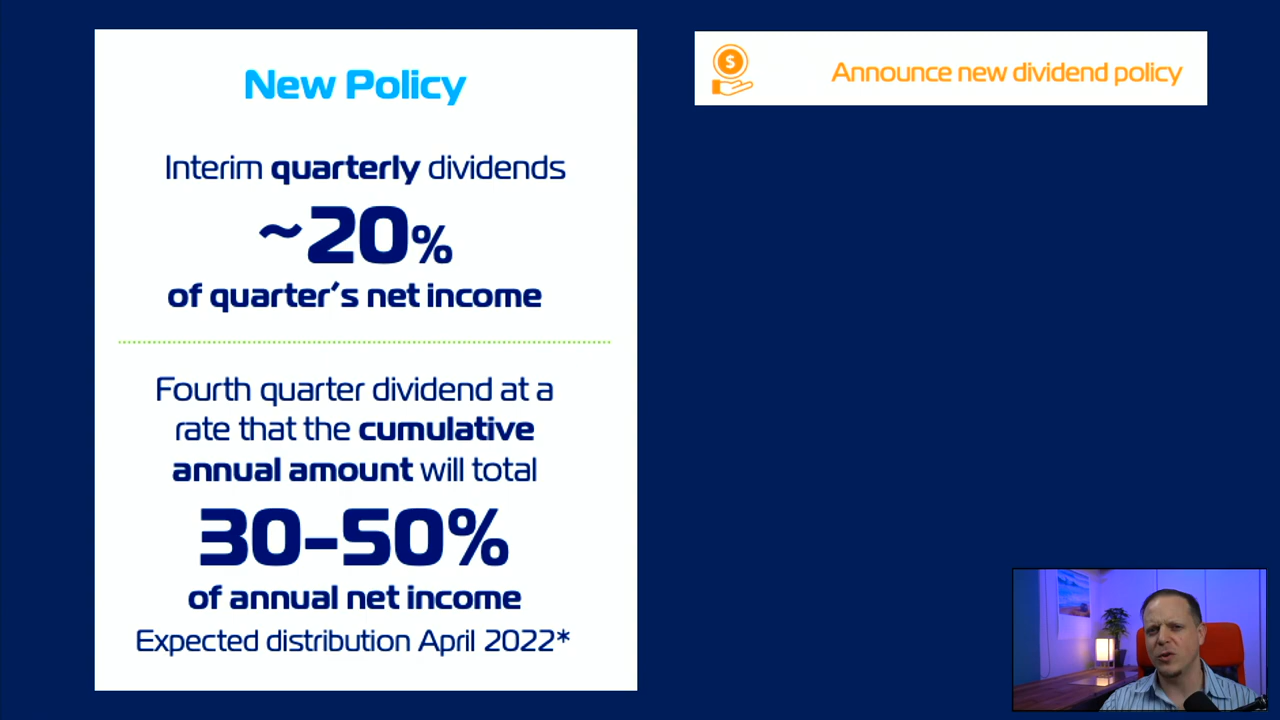 New Policy
Interim quarterly dividends
~20%
of quarter's net income
Fourth quarter dividend at a
rate that the cumulative
annual amount will total
30-50%
of annual net income
Expected distribution April 2022*
$
Announce new dividend policy